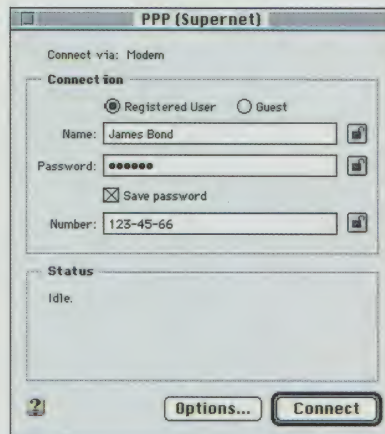 PPP (Supernet)
Connect via: Modem
Connection
Registered User Guest
Name: James Bond
Password: ●●●●●●
Save password
Number: 123-45-66
Status
Idle.
? Options... Connect